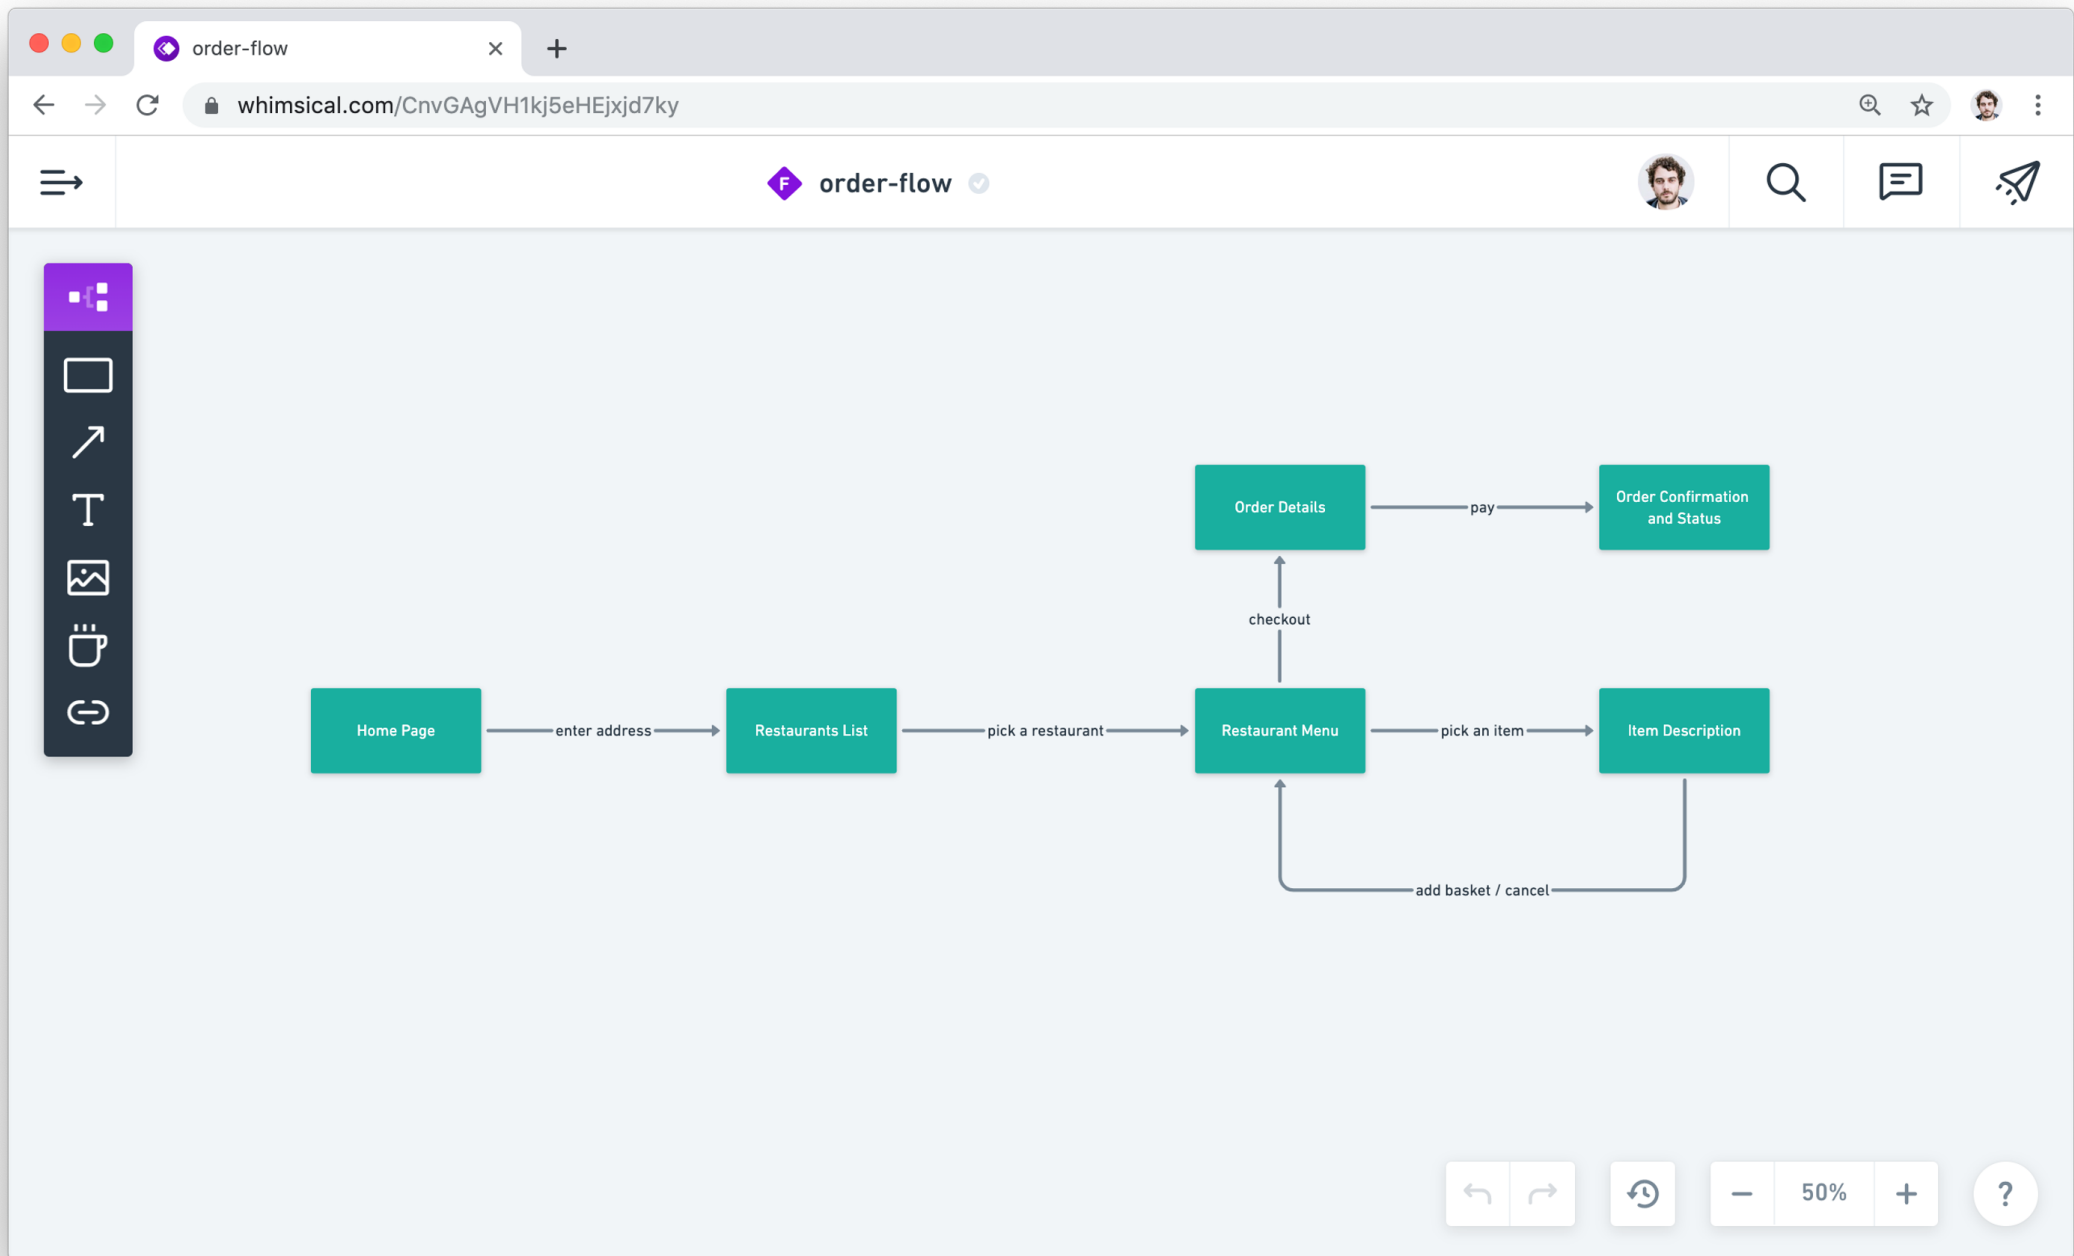 order-flow
whimsical.com/CnvGAgVH1kj5eHEjxjd7ky
F order-flow
T
Order Details
pay
Order Confirmation
and Status
checkout
Home Page
enter address
Restaurants List
pick a restaurant
Restaurant Menu
pick an item
Item Description
add basket / cancel
50%
?